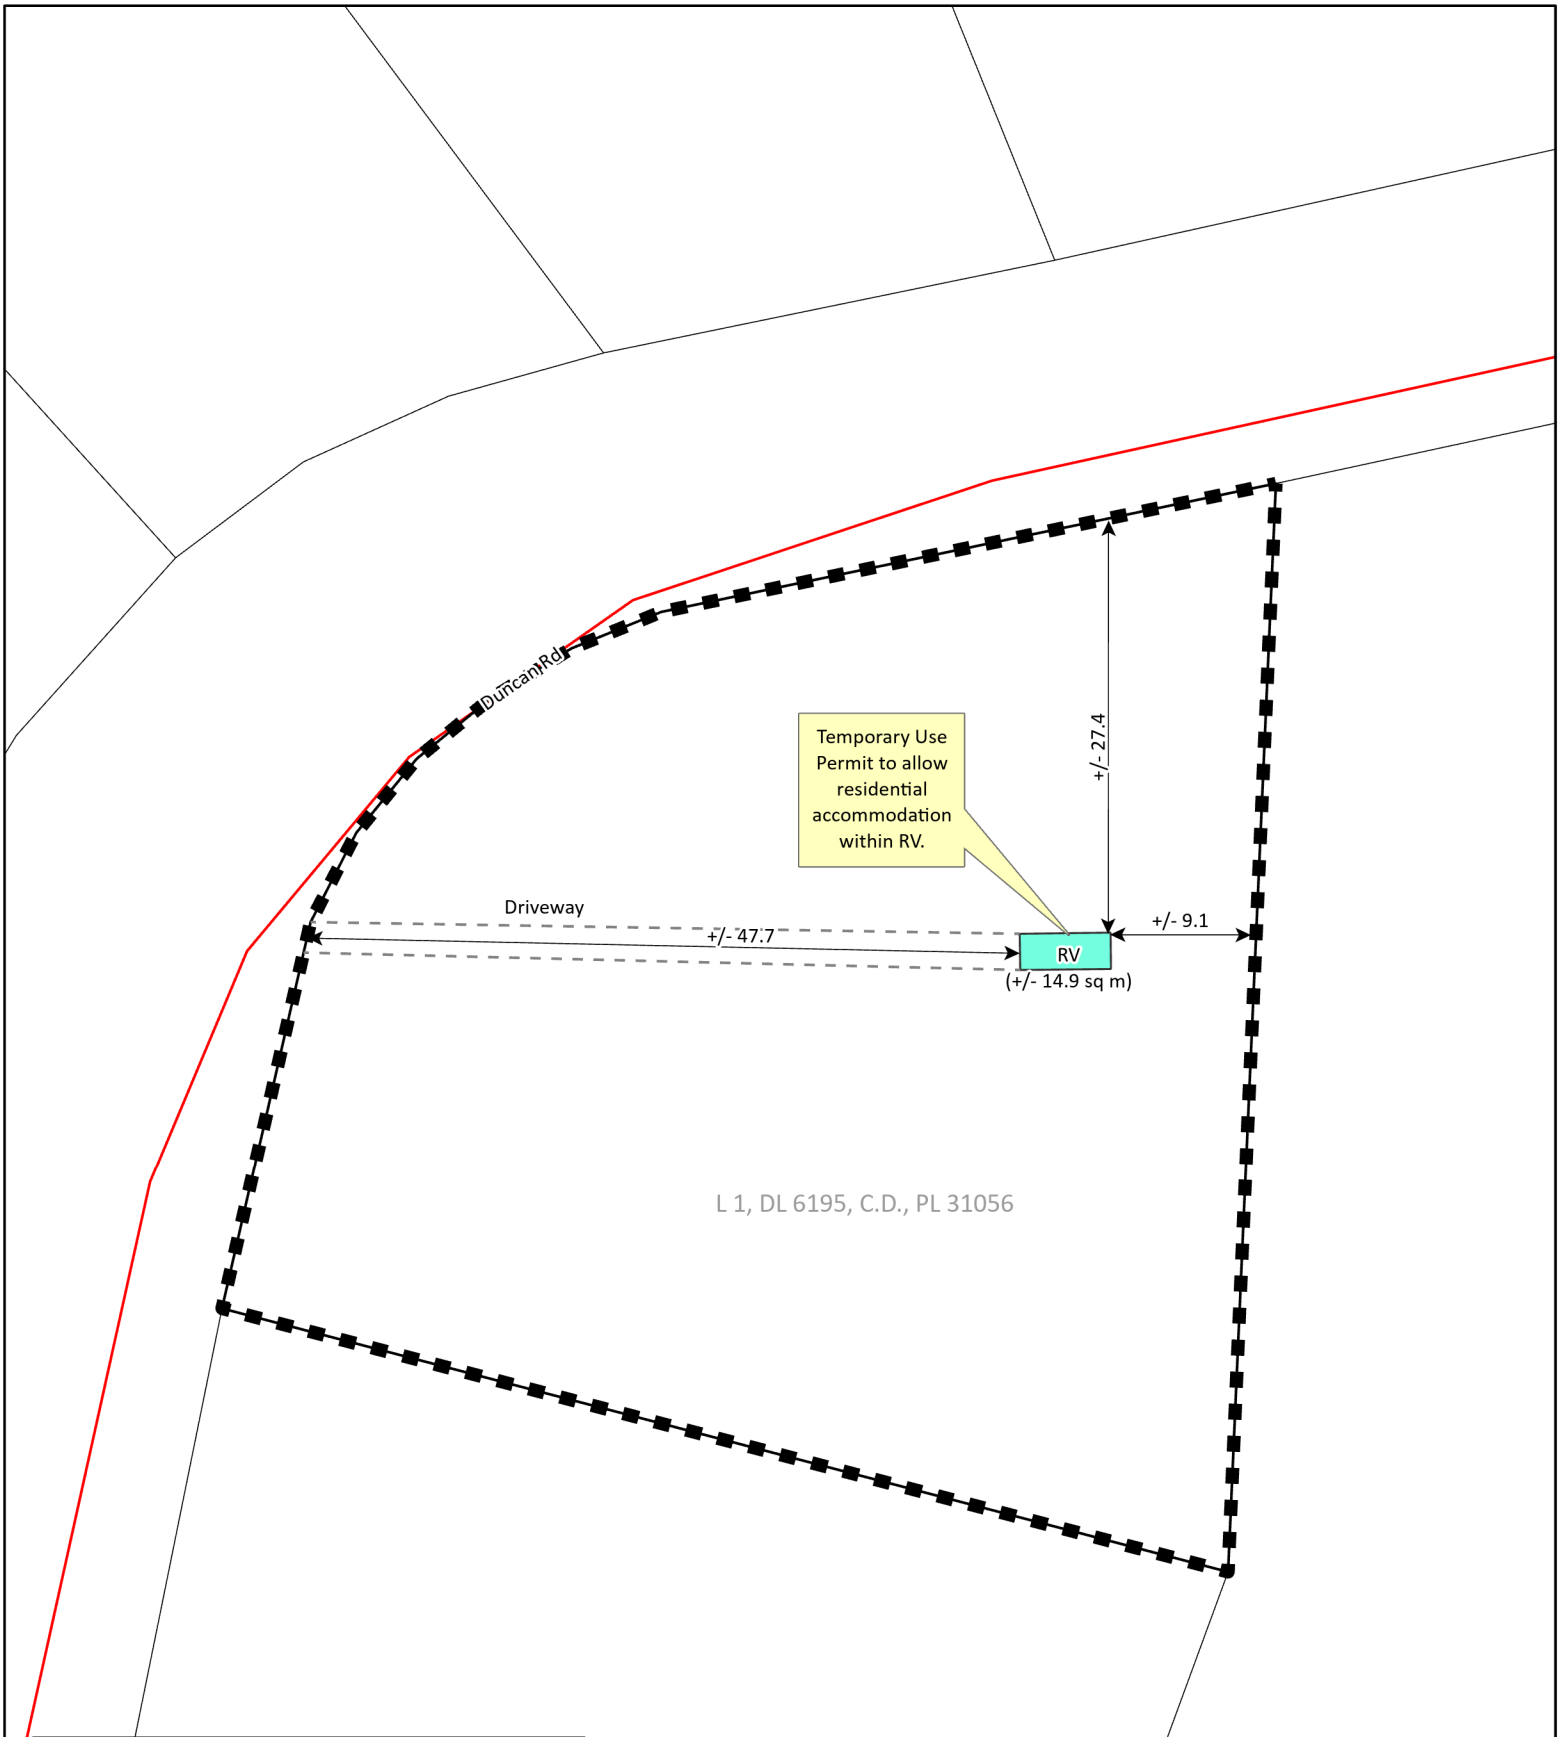 Duncan Rd
Temporary Use
Permit to allow
residential
accommodation
within RV.
+/- 27.4
Driveway
+/- 47.7
+/- 9.1
RV
(+/- 14.9 sq m)
L 1, DL 6195, C.D., PL 31056